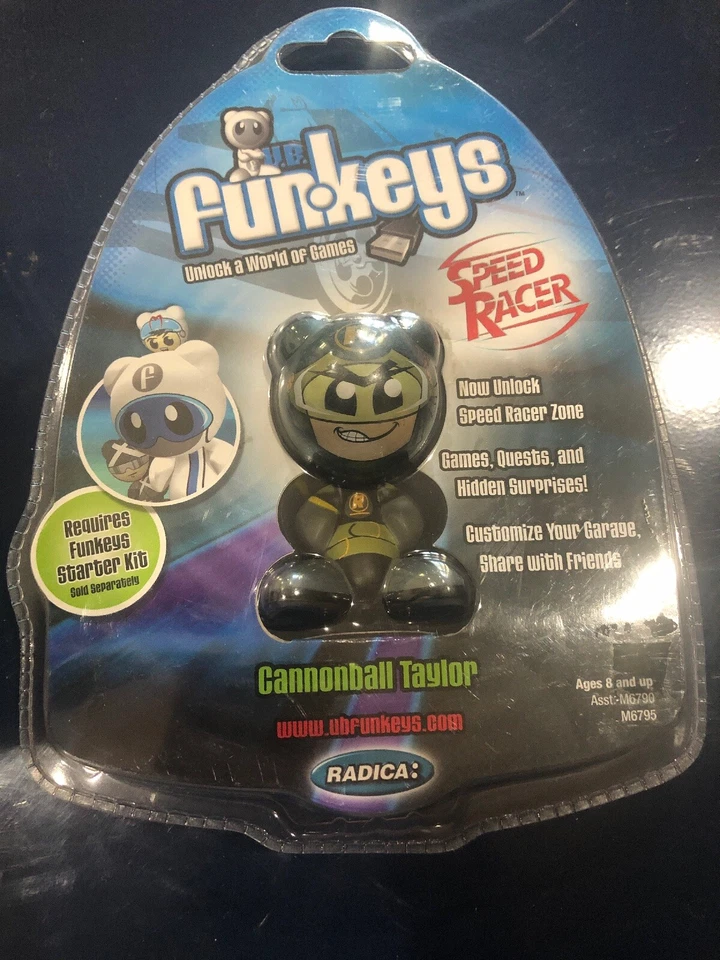 U.B.
funkeys™
Unlock a World of Games
SPEED
RACER
Now Unlock
Speed Racer Zone
Games, Quests, and
Hidden Surprises!
Customize Your Garage,
Share with Friends
f
Requires
Funkeys
Starter Kit
Sold Separately
Cannonball Taylor
www.ubfunkeys.com
Ages 8 and up
Asst:-M6790
M6795
RADICA: